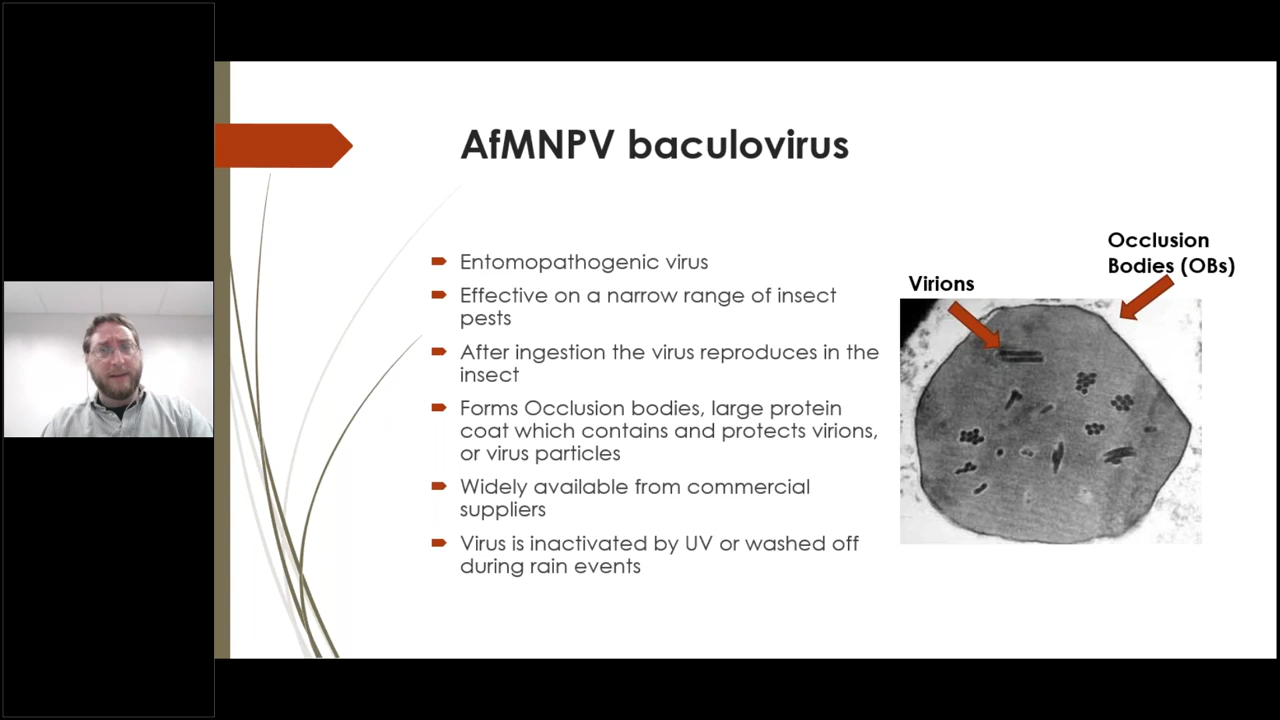 AfMNPV baculovirus
Entomopathogenic virus
Effective on a narrow range of insect
pests
After ingestion the virus reproduces in the
insect
Forms Occlusion bodies, large protein
coat which contains and protects virions,
or virus particles
Widely available from commercial
suppliers
Virus is inactivated by UV or washed off
during rain events
Virions
Occlusion
Bodies (OBs)